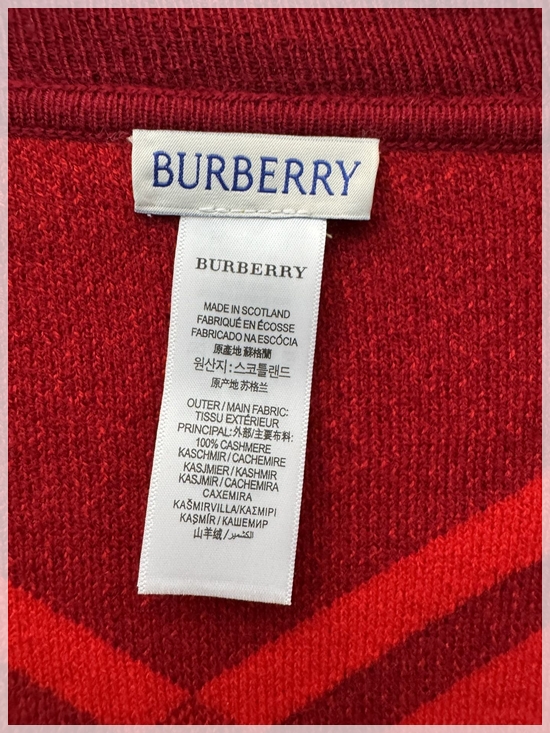 BURBERRY
BURBERRY
MADE IN SCOTLAND
FABRIQUÉ EN ÉCOSSE
FABRICADO NA ESCÓCIA
原產地 蘇格蘭
원산지 : 스코틀랜드
原产地 苏格兰
OUTER / MAIN FABRIC:
TISSU EXTÉRIEUR
PRINCIPAL:外部/主要布料:
100% CASHMERE
KASCHMIR / CACHEMIRE
KASJMIER / KASHMIR
KASJMIR / CACHEMIRA
CAXEMIRA
KAŠMIRVILLA/ΚΑΣΜΙΡΙ
KAŞMİR / КАШЕМИР
山羊绒 / الكشمير